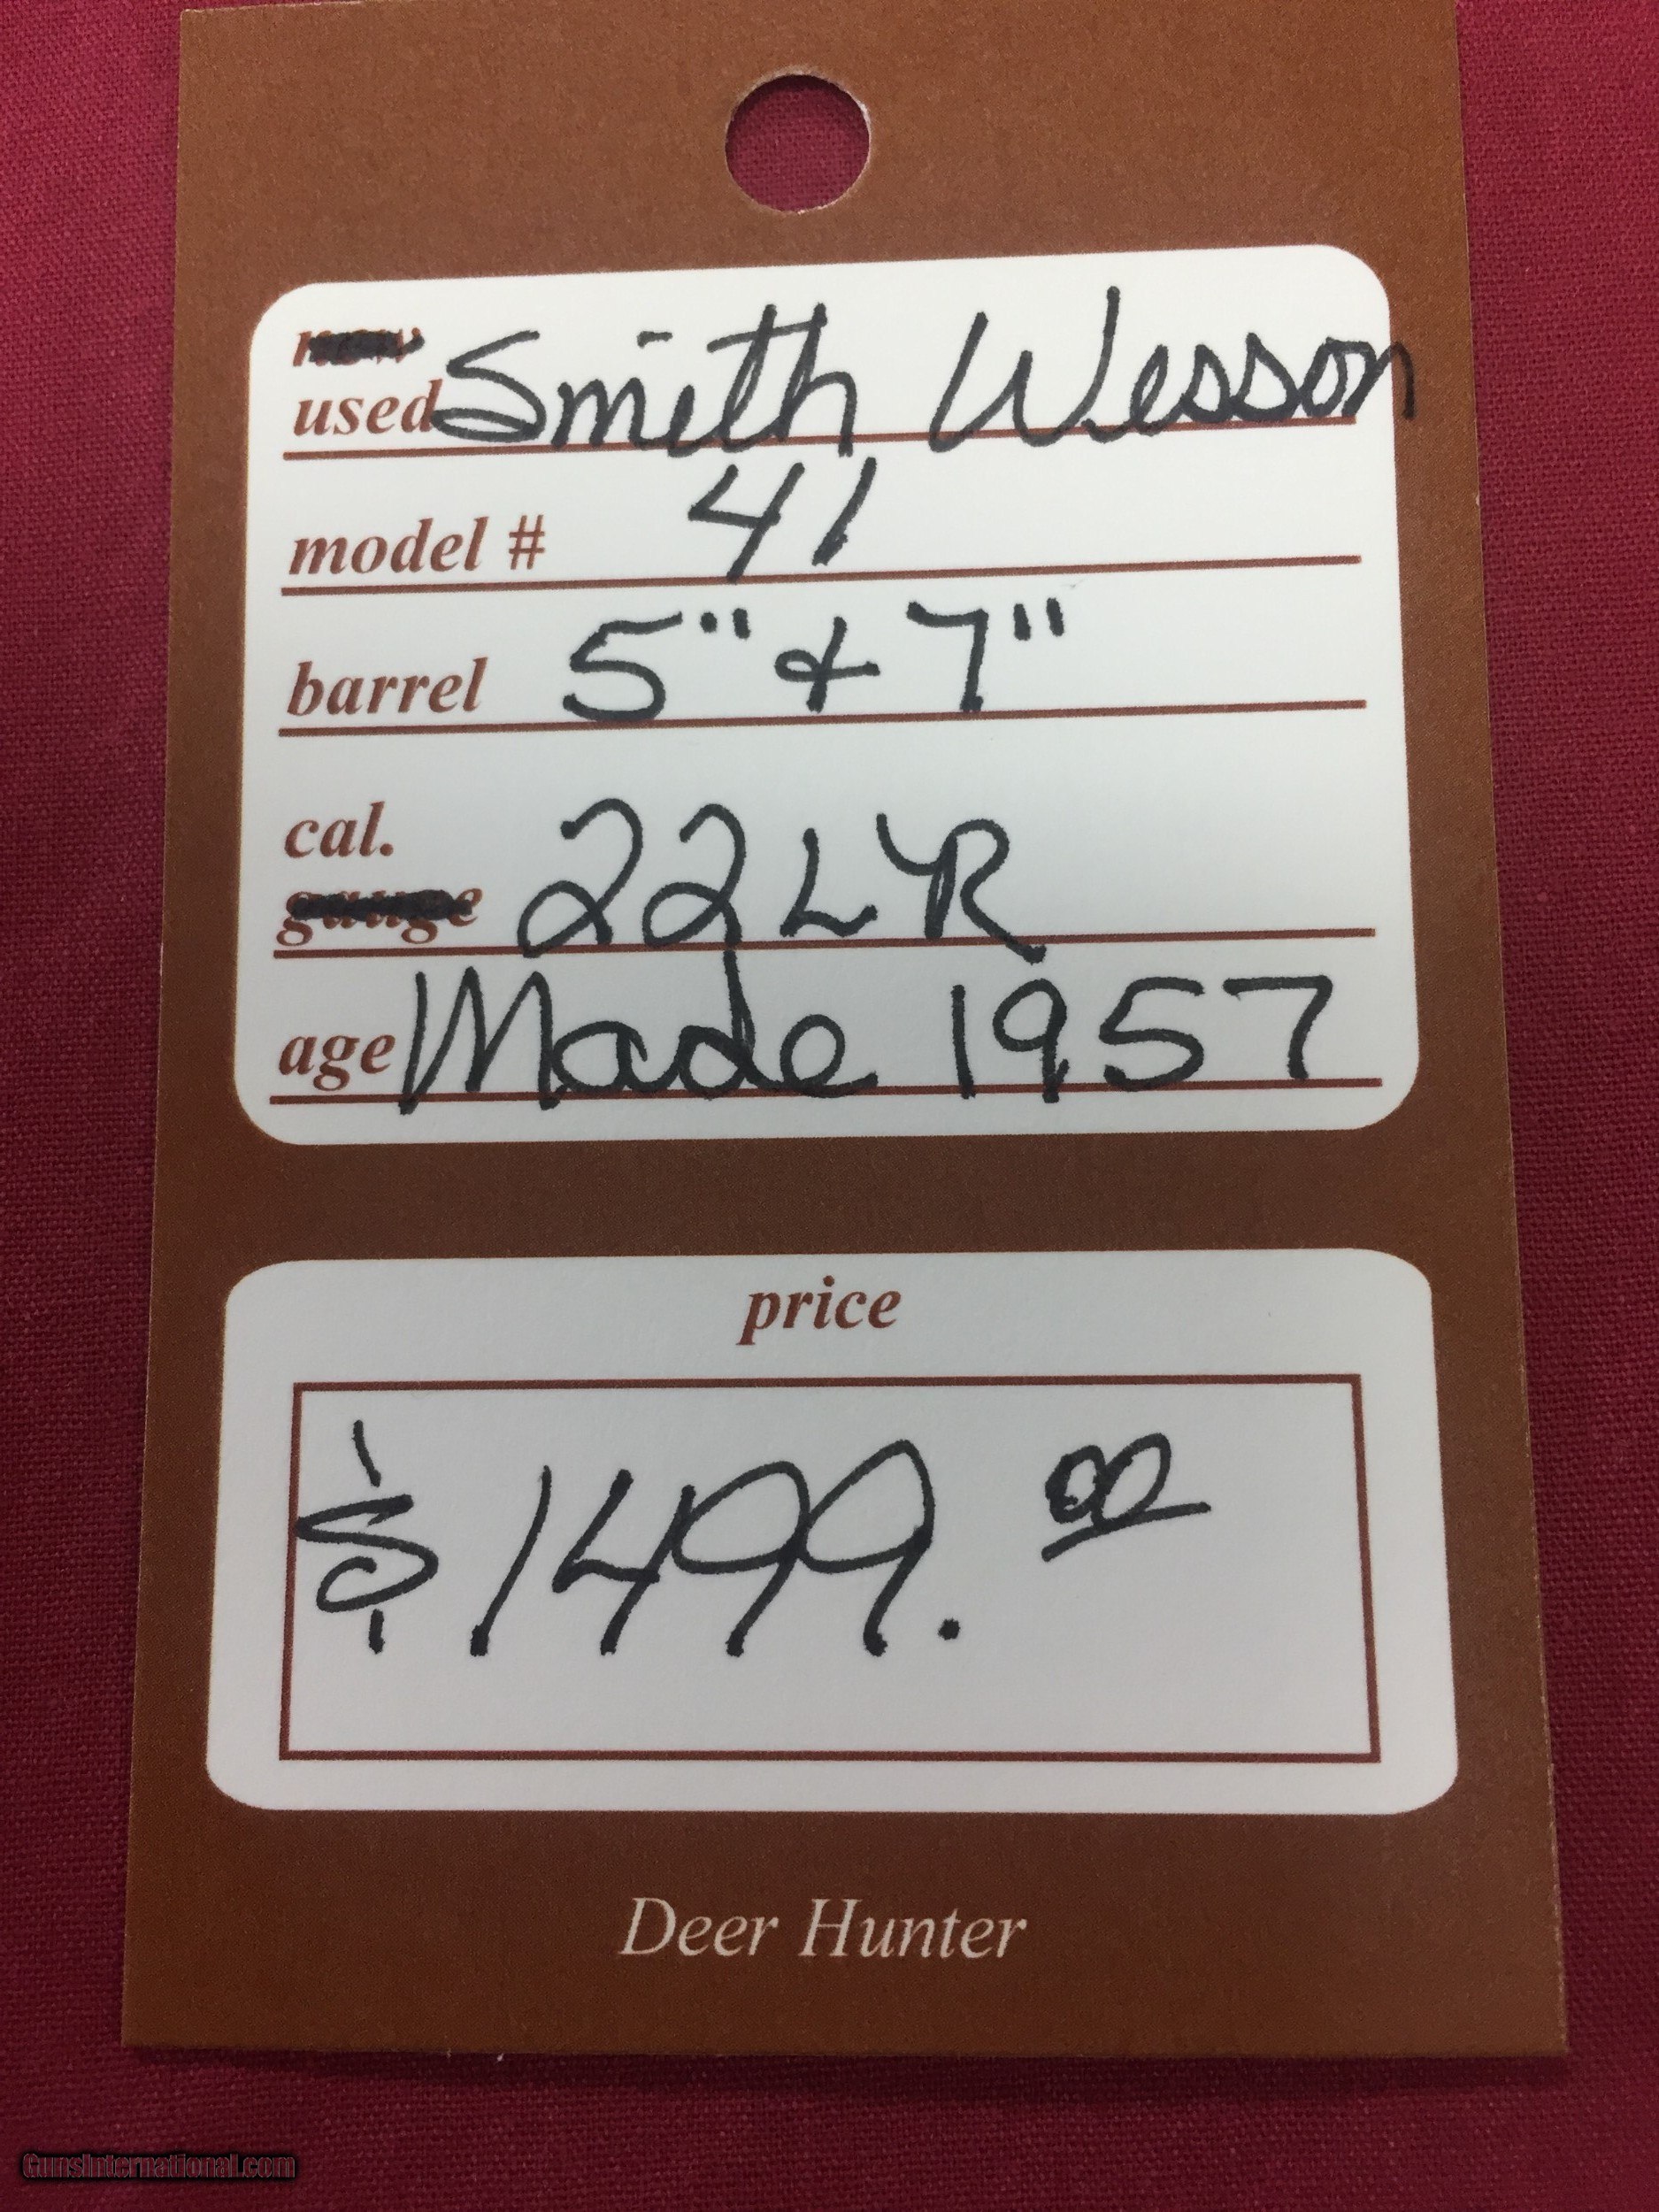 new
used Smith Wesson
model # 41
barrel 5" & 7"
cal.
gauge 22LR
age Made 1957
price
$1499.00
Deer Hunter
GunsInternational.com